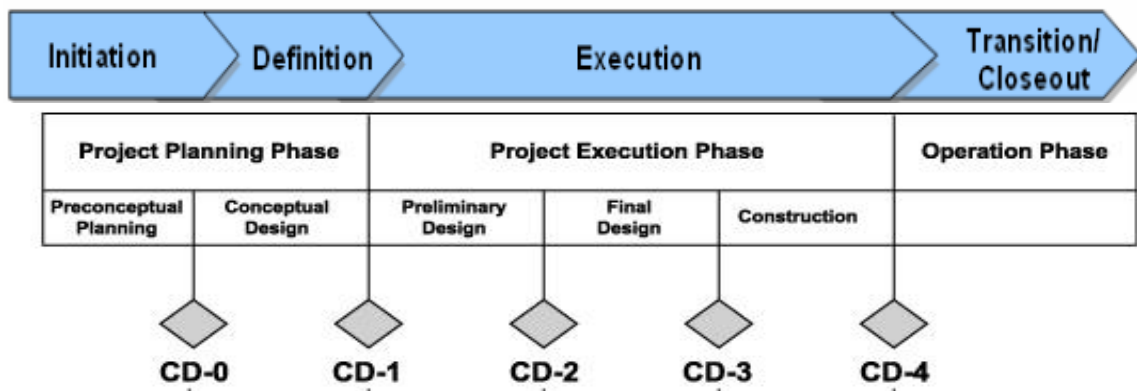 Initiation
Definition
Execution
Transition/
Closeout
Project Planning Phase
Project Execution Phase
Operation Phase
Preconceptual
Planning
Conceptual
Design
Preliminary
Design
Final
Design
Construction
CD-0
CD-1
CD-2
CD-3
CD-4